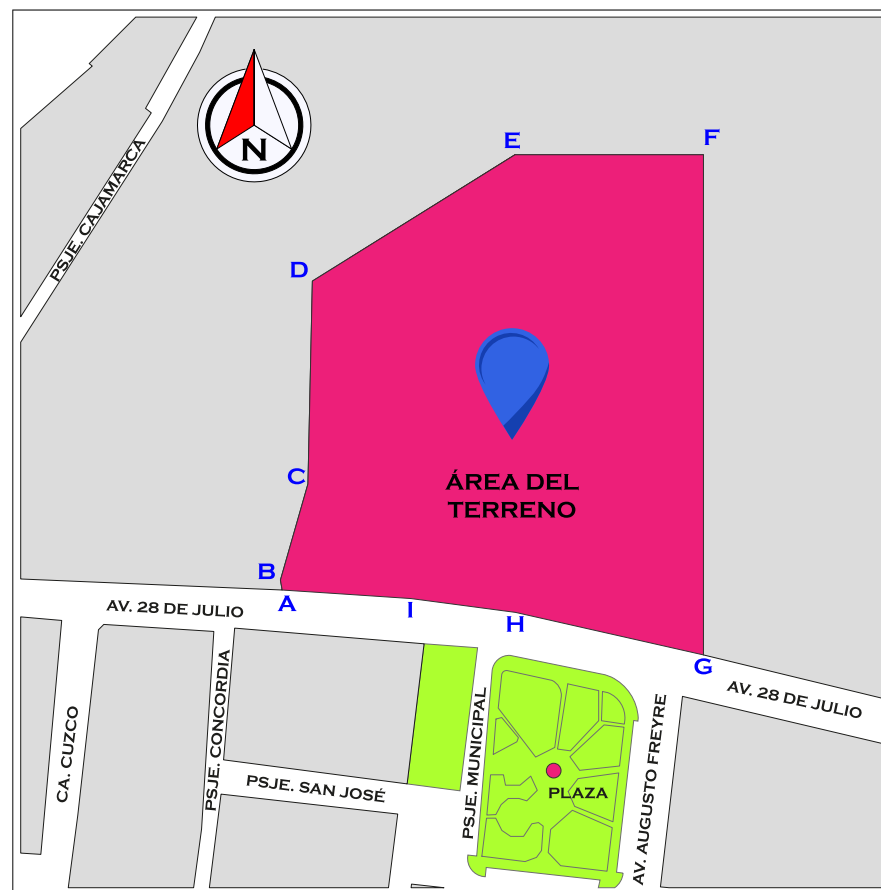 E
F
N
PSJE. CAJAMARCA
D
C
ÁREA DEL
TERRENO
B
A
I
H
G
AV. 28 DE JULIO
AV. 28 DE JULIO
CA. CUZCO
PSJE. CONCORDIA
PSJE. SAN JOSÉ
PSJE. MUNICIPAL
PLAZA
AV. AUGUSTO FREYRE